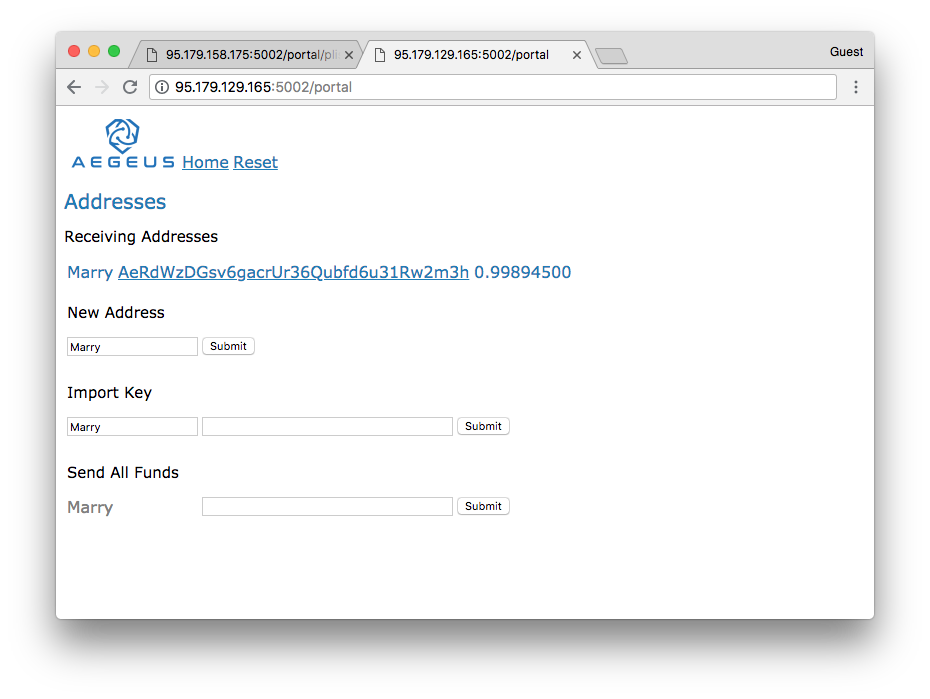 95.179.158.175:5002/portal/pli 95.179.129.165:5002/portal Guest
95.179.129.165:5002/portal
AEGEUS Home Reset
Addresses
Receiving Addresses
Marry AeRdWzDGsv6gacrUr36Qubfd6u31Rw2m3h 0.99894500
New Address
Marry Submit
Import Key
Marry Submit
Send All Funds
Marry Submit